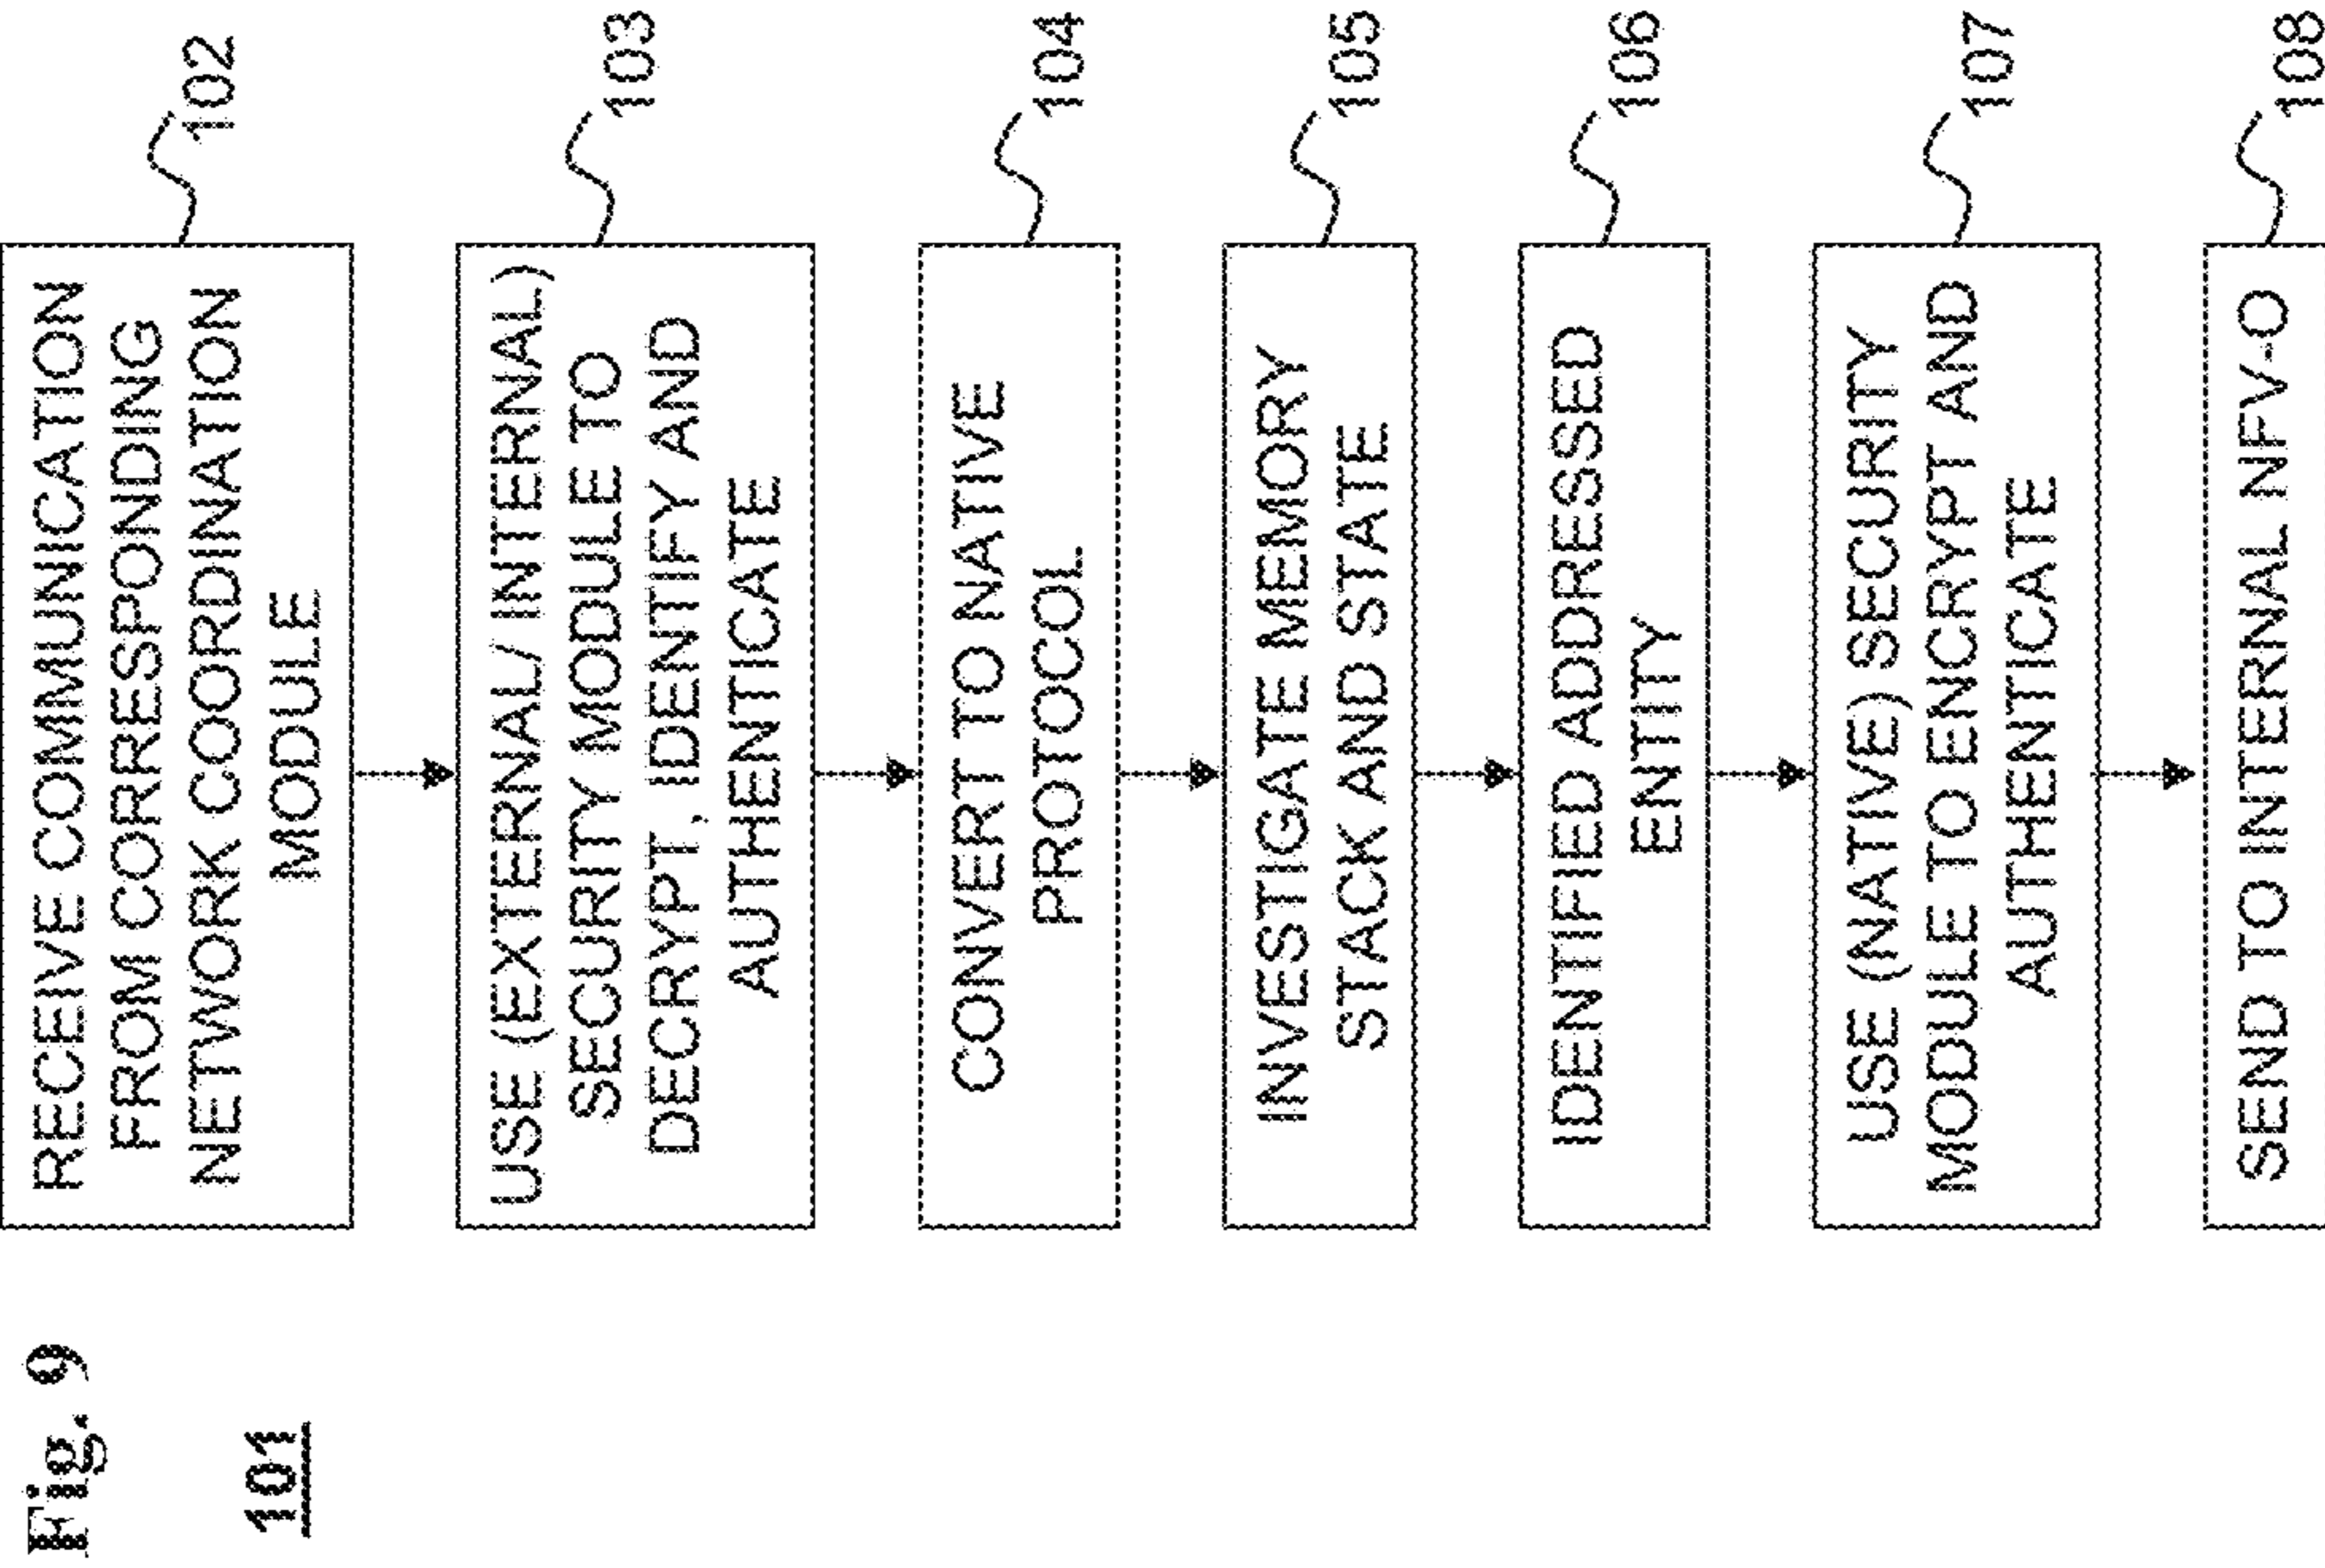 Fig. 9
101
RECEIVE COMMUNICATION
FROM CORRESPONDING
NETWORK COORDINATION
MODULE
102
USE (EXTERNAL/ INTERNAL)
SECURITY MODULE TO
DECRYPT, IDENTIFY AND
AUTHENTICATE
103
CONVERT TO NATIVE
PROTOCOL
104
INVESTIGATE MEMORY
STACK AND STATE
105
IDENTIFIED ADDRESSED
ENTITY
106
USE (NATIVE) SECURITY
MODULE TO ENCRYPT AND
AUTHENTICATE
107
SEND TO INTERNAL NFV-O
108